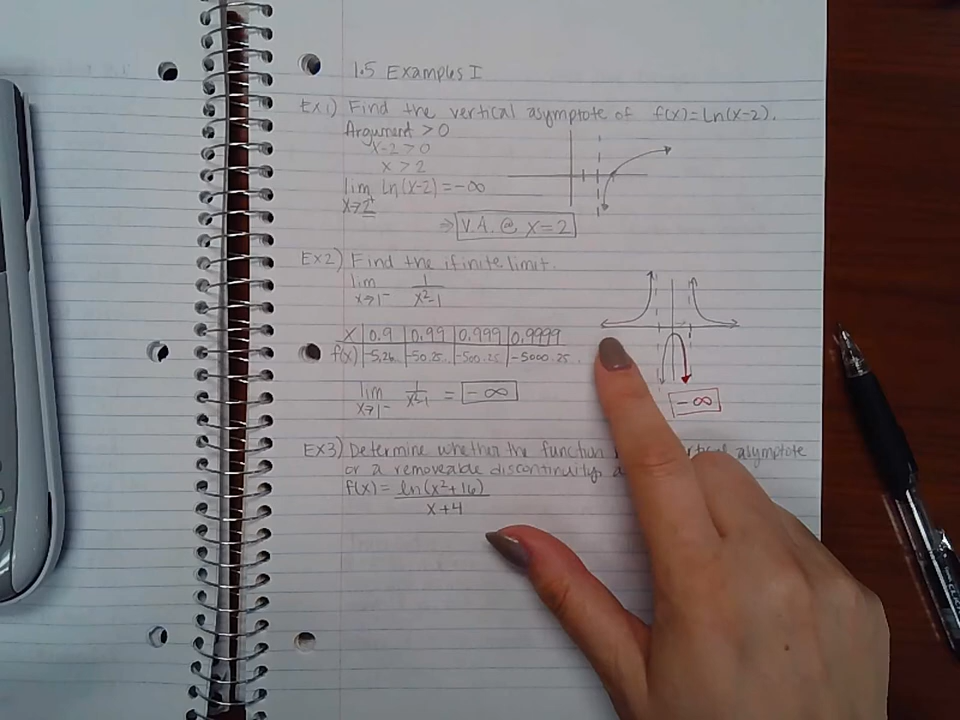 1.5 Examples I
Ex1) Find the vertical asymptote of f(x)=Ln(x-2).
Argument > 0
x-2>0
x > 2
lim Ln(x-2) = -∞
x→2⁺
⇒ V.A. @ x=2
Ex2) Find the ifinite limit.
lim 1
x→1⁻ x²-1
x 0.9 0.99 0.999 0.9999
f(x) -5.26 -50.25 -500.25 -5000.25
lim 1/x²-1 = -∞
x→1⁻
-∞
Ex3) Determine whether the function asymptote
or a removeable discontinuity
f(x) = ln(x²+16)
x+4